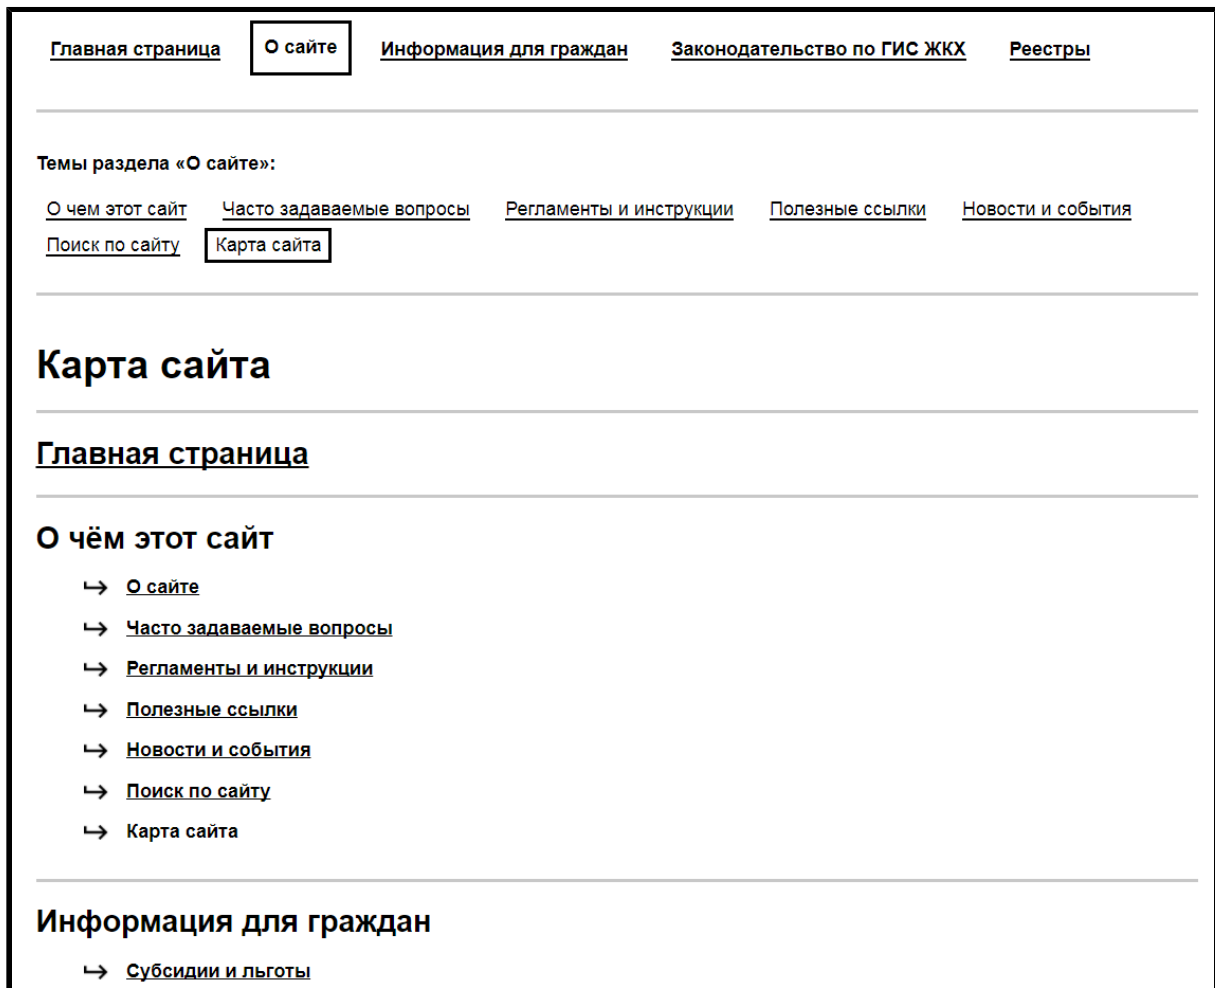 Главная страница О сайте Информация для граждан Законодательство по ГИС ЖКХ Реестры
Темы раздела «О сайте»:
О чем этот сайт Часто задаваемые вопросы Регламенты и инструкции Полезные ссылки Новости и события
Поиск по сайту Карта сайта
Карта сайта
Главная страница
О чём этот сайт
О сайте
Часто задаваемые вопросы
Регламенты и инструкции
Полезные ссылки
Новости и события
Поиск по сайту
Карта сайта
Информация для граждан
Субсидии и льготы